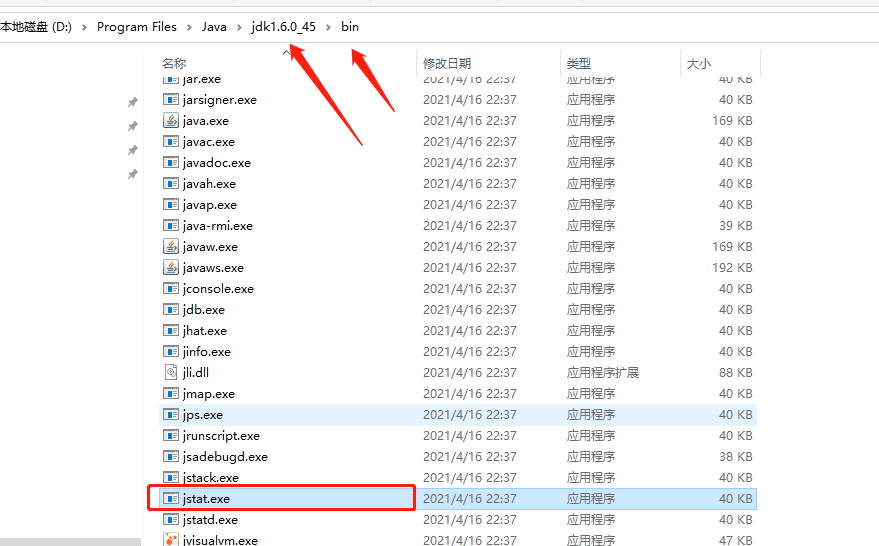 本地磁盘 (D:) › Program Files › Java › jdk1.6.0_45 › bin
名称 修改日期 类型 大小
jar.exe 2021/4/16 22:37 应用程序 40 KB
jarsigner.exe 2021/4/16 22:37 应用程序 40 KB
java.exe 2021/4/16 22:37 应用程序 169 KB
javac.exe 2021/4/16 22:37 应用程序 40 KB
javadoc.exe 2021/4/16 22:37 应用程序 40 KB
javah.exe 2021/4/16 22:37 应用程序 40 KB
javap.exe 2021/4/16 22:37 应用程序 40 KB
java-rmi.exe 2021/4/16 22:37 应用程序 39 KB
javaw.exe 2021/4/16 22:37 应用程序 169 KB
javaws.exe 2021/4/16 22:37 应用程序 192 KB
jconsole.exe 2021/4/16 22:37 应用程序 40 KB
jdb.exe 2021/4/16 22:37 应用程序 40 KB
jhat.exe 2021/4/16 22:37 应用程序 40 KB
jinfo.exe 2021/4/16 22:37 应用程序 40 KB
jli.dll 2021/4/16 22:37 应用程序扩展 88 KB
jmap.exe 2021/4/16 22:37 应用程序 40 KB
jps.exe 2021/4/16 22:37 应用程序 40 KB
jrunscript.exe 2021/4/16 22:37 应用程序 40 KB
jsadebugd.exe 2021/4/16 22:37 应用程序 38 KB
jstack.exe 2021/4/16 22:37 应用程序 40 KB
jstat.exe 2021/4/16 22:37 应用程序 40 KB
jstatd.exe 2021/4/16 22:37 应用程序 40 KB
jvisualvm.exe 2021/4/16 22:37 应用程序 47 KB